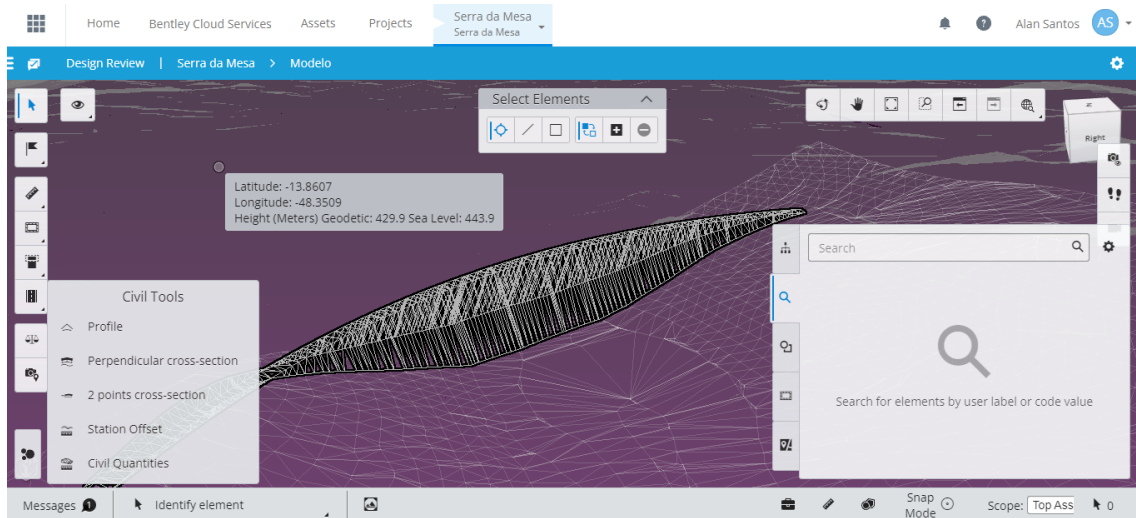 Home
Bentley Cloud Services
Assets
Projects
Serra da Mesa
Serra da Mesa
Alan Santos
AS
Design Review | Serra da Mesa > Modelo
Select Elements
Right
Latitude: -13.8607
Longitude: -48.3509
Height (Meters) Geodetic: 429.9 Sea Level: 443.9
Search
Civil Tools
Profile
Perpendicular cross-section
2 points cross-section
Station Offset
Civil Quantities
Search for elements by user label or code value
Messages 1
Identify element
Snap
Mode
Scope: Top Ass
0